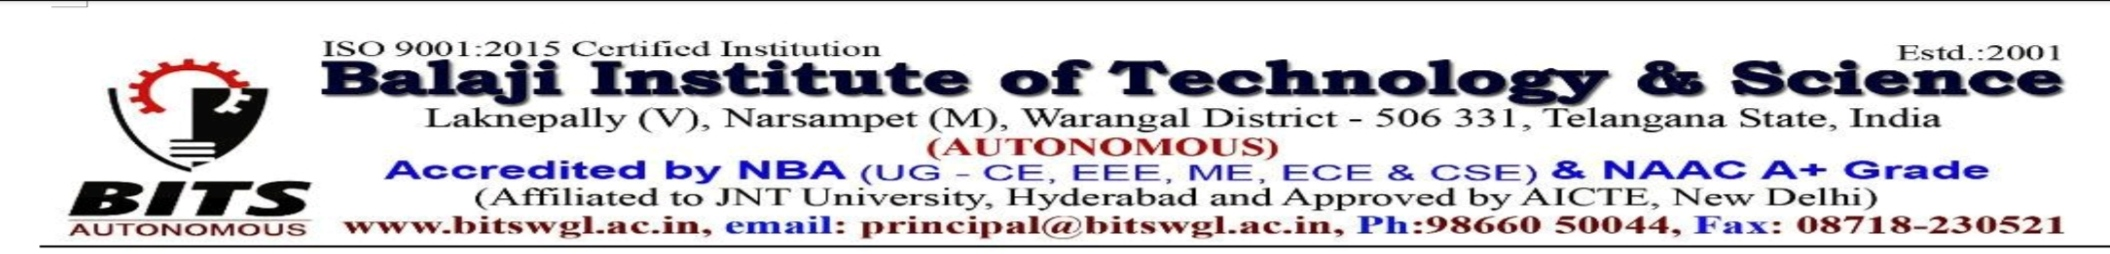 ISO 9001:2015 Certified Institution
Estd.:2001
Balaji Institute of Technology & Science
Laknepally (V), Narsampet (M), Warangal District - 506 331, Telangana State, India
(AUTONOMOUS)
Accredited by NBA (UG - CE, EEE, ME, ECE & CSE) & NAAC A+ Grade
(Affiliated to JNT University, Hyderabad and Approved by AICTE, New Delhi)
www.bitswgl.ac.in, email: principal@bitswgl.ac.in, Ph:98660 50044, Fax: 08718-230521
BITS
AUTONOMOUS